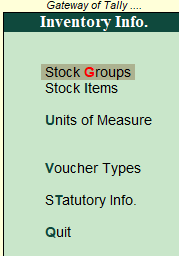 Gateway of Tally ....
Inventory Info.
Stock Groups
Stock Items
Units of Measure
Voucher Types
STatutory Info.
Quit